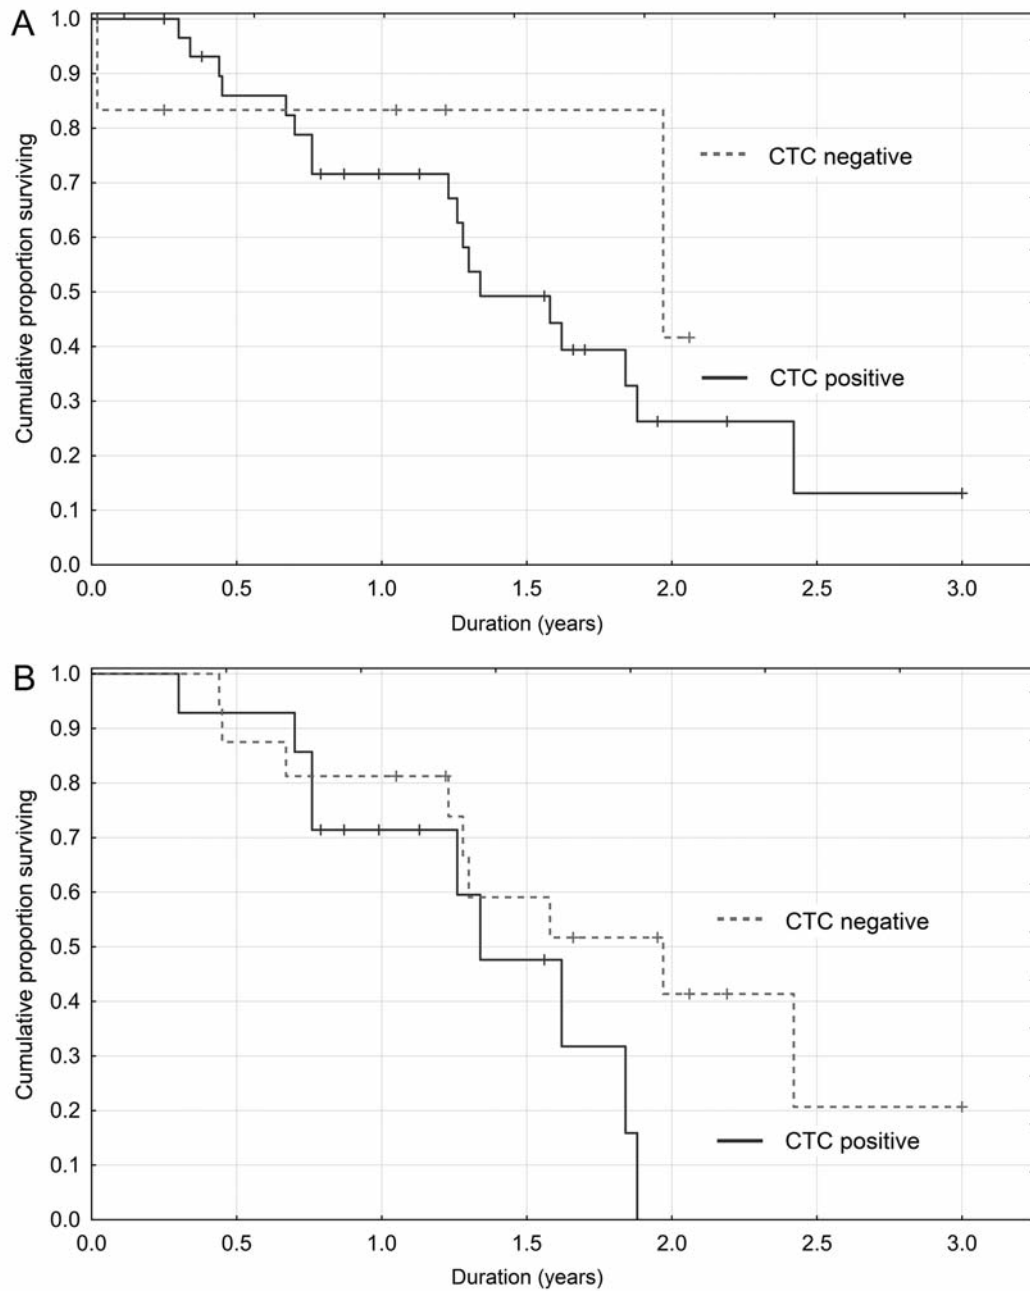 A
1.0
0.9
0.8
0.7
0.6
0.5
0.4
0.3
0.2
0.1
0.0
Cumulative proportion surviving
CTC negative
CTC positive
0.0 0.5 1.0 1.5 2.0 2.5 3.0
Duration (years)
B
1.0
0.9
0.8
0.7
0.6
0.5
0.4
0.3
0.2
0.1
0.0
Cumulative proportion surviving
CTC negative
CTC positive
0.0 0.5 1.0 1.5 2.0 2.5 3.0
Duration (years)